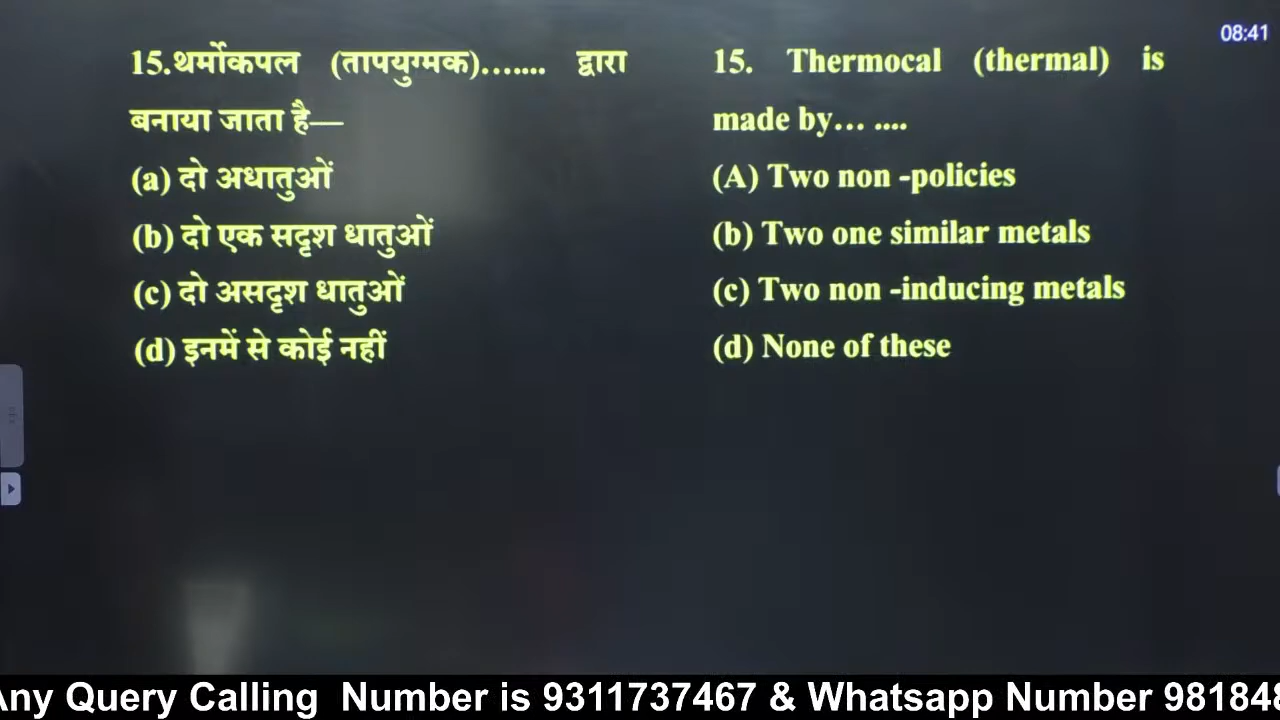 08:41
15.थर्मोकपल (तापयुग्मक)....... द्वारा
बनाया जाता है—
(a) दो अधातुओं
(b) दो एक सदृश धातुओं
(c) दो असदृश धातुओं
(d) इनमें से कोई नहीं
15. Thermocal (thermal) is
made by... ....
(A) Two non -policies
(b) Two one similar metals
(c) Two non -inducing metals
(d) None of these
Any Query Calling Number is 9311737467 & Whatsapp Number 98184